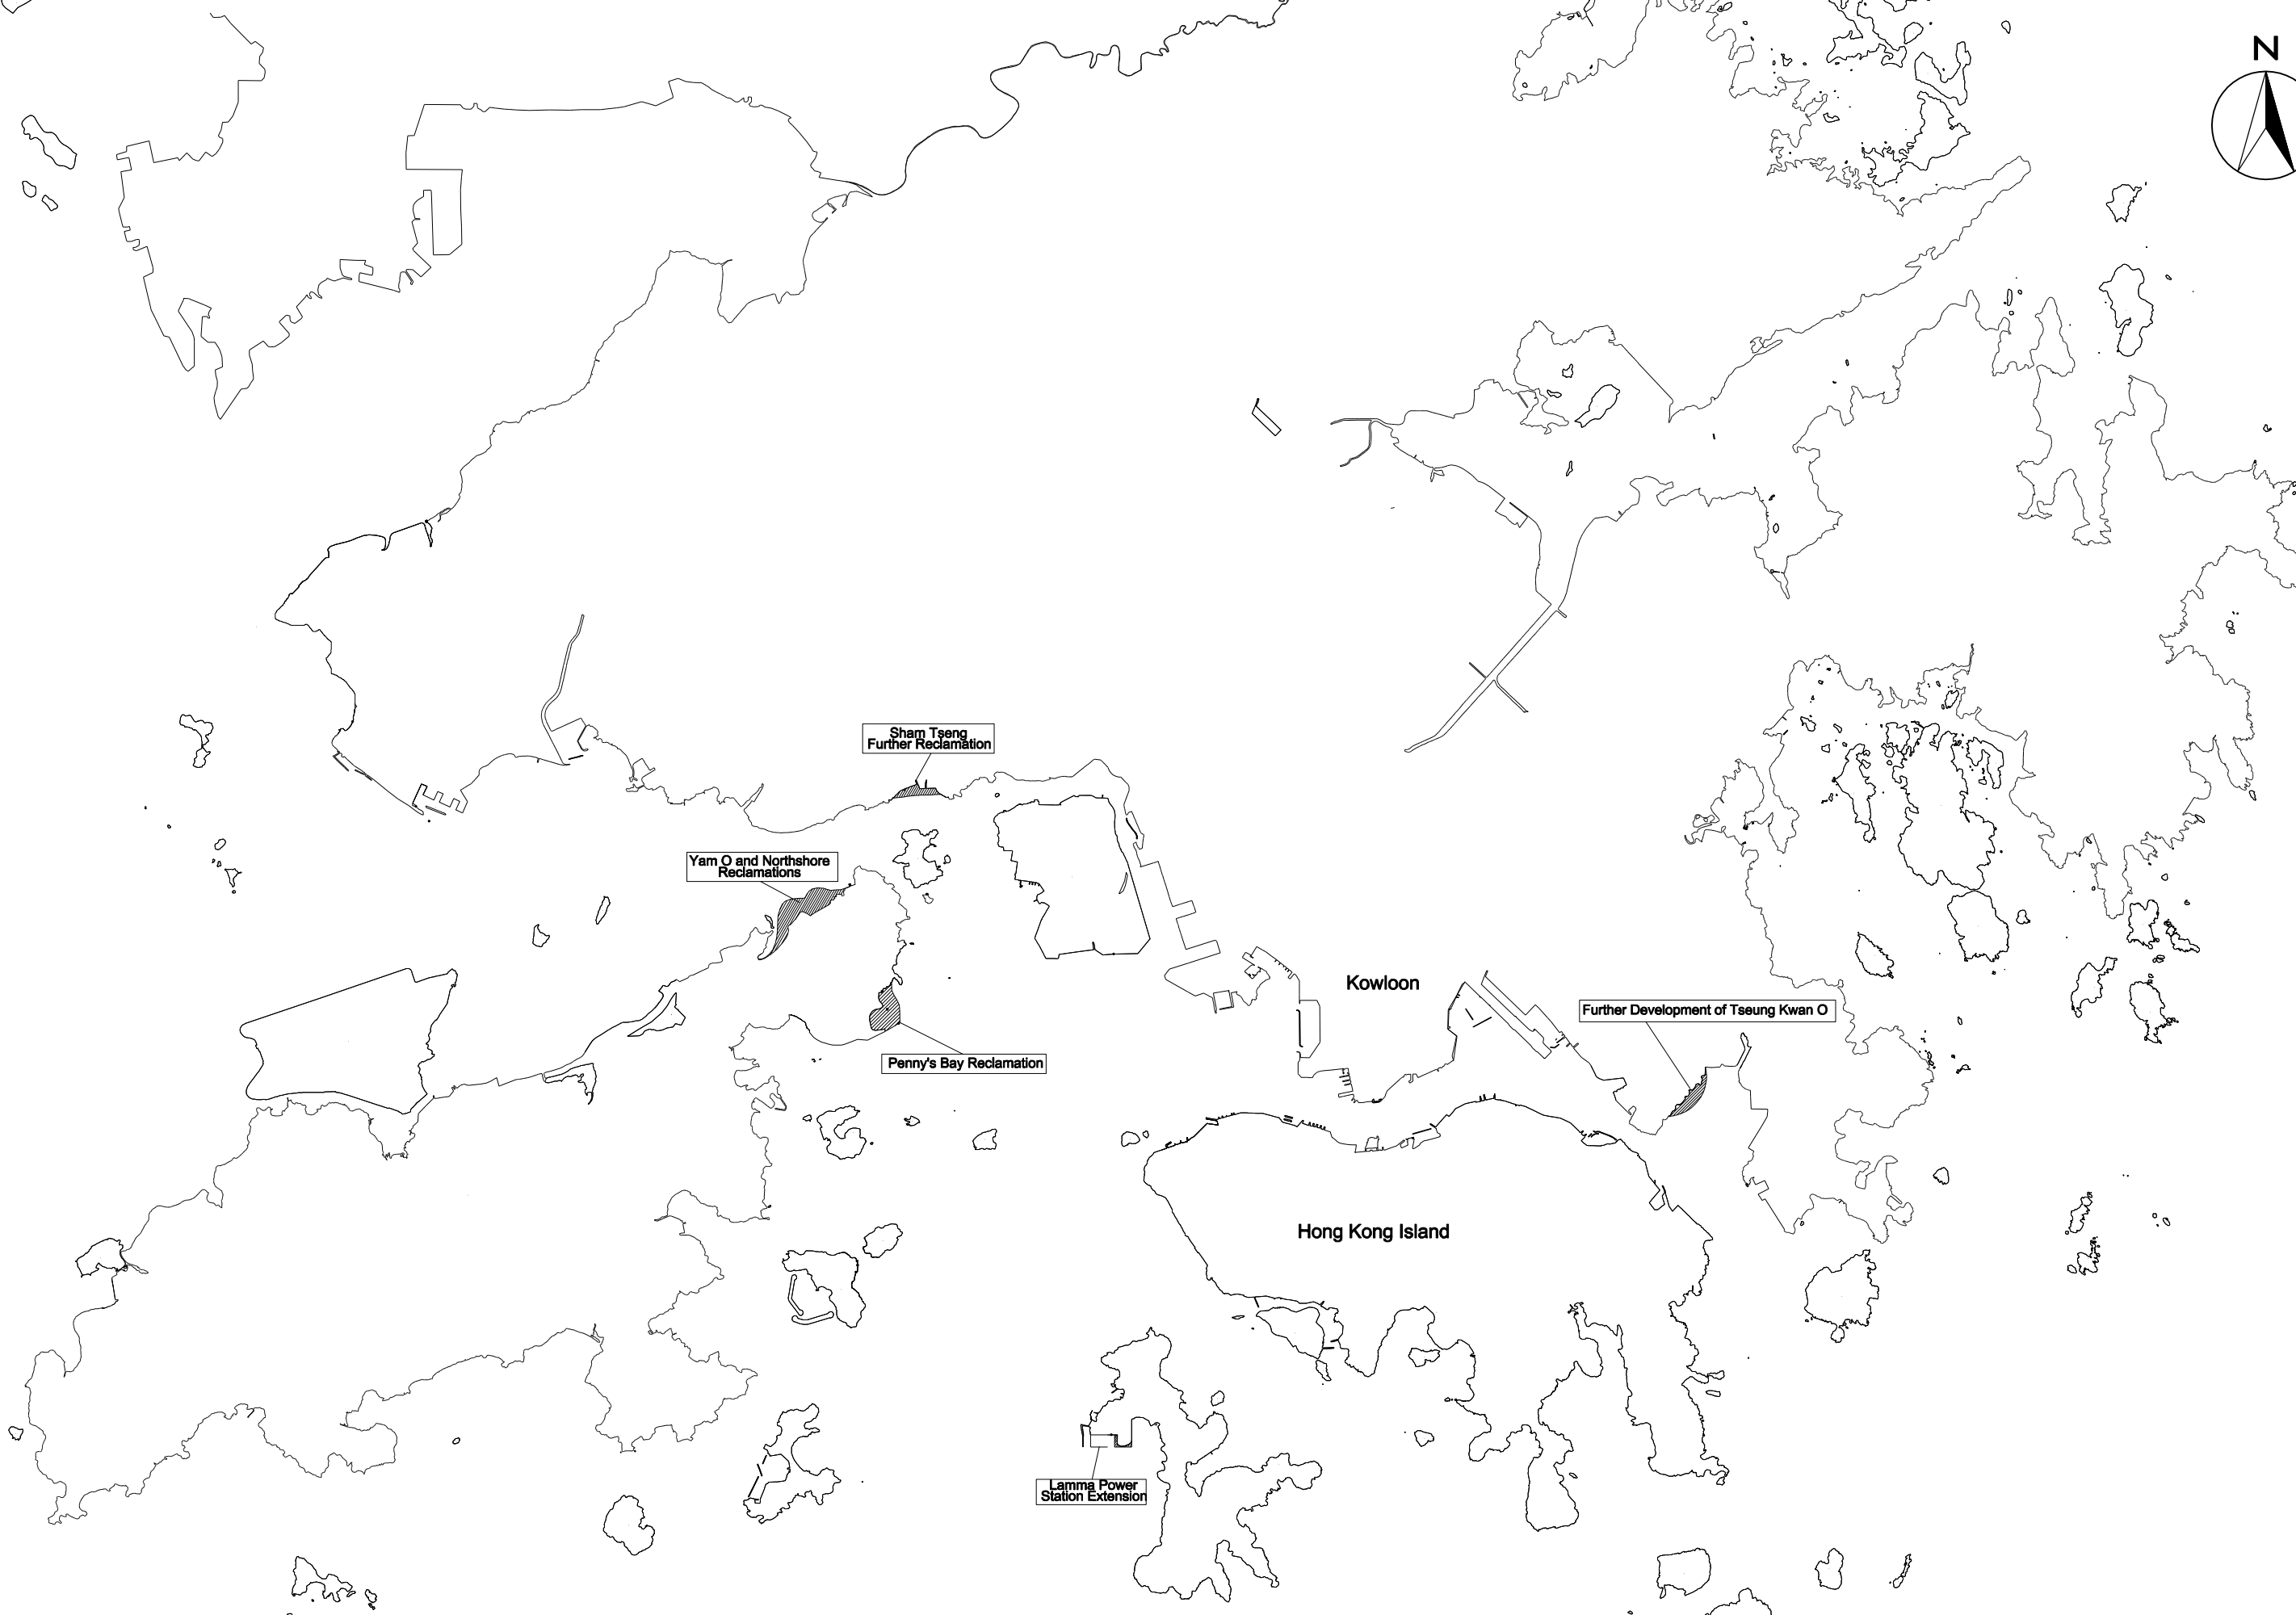 N
Sham Tseng
Further Reclamation
Yam O and Northshore
Reclamations
Kowloon
Further Development of Tseung Kwan O
Penny's Bay Reclamation
Hong Kong Island
Lamma Power
Station Extension